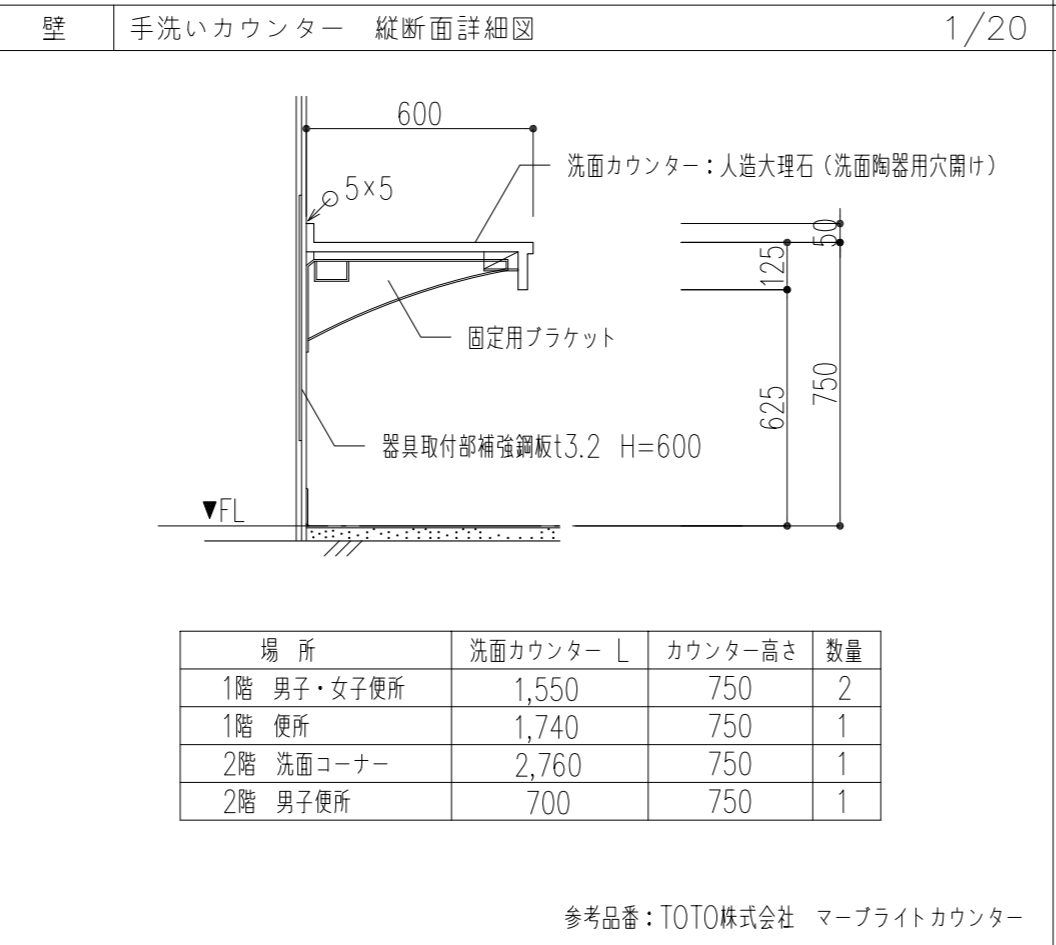 壁　手洗いカウンター　縦断面詳細図　1/20
600
洗面カウンター：人造大理石（洗面陶器用穴開け）
5×5
50
125
固定用ブラケット
750
625
器具取付部補強鋼板t3.2　H=600
▼FL
場　所　洗面カウンター　L　カウンター高さ　数量
1階　男子・女子便所　1,550　750　2
1階　便所　1,740　750　1
2階　洗面コーナー　2,760　750　1
2階　男子便所　700　750　1
参考品番：TOTO株式会社　マーブライトカウンター